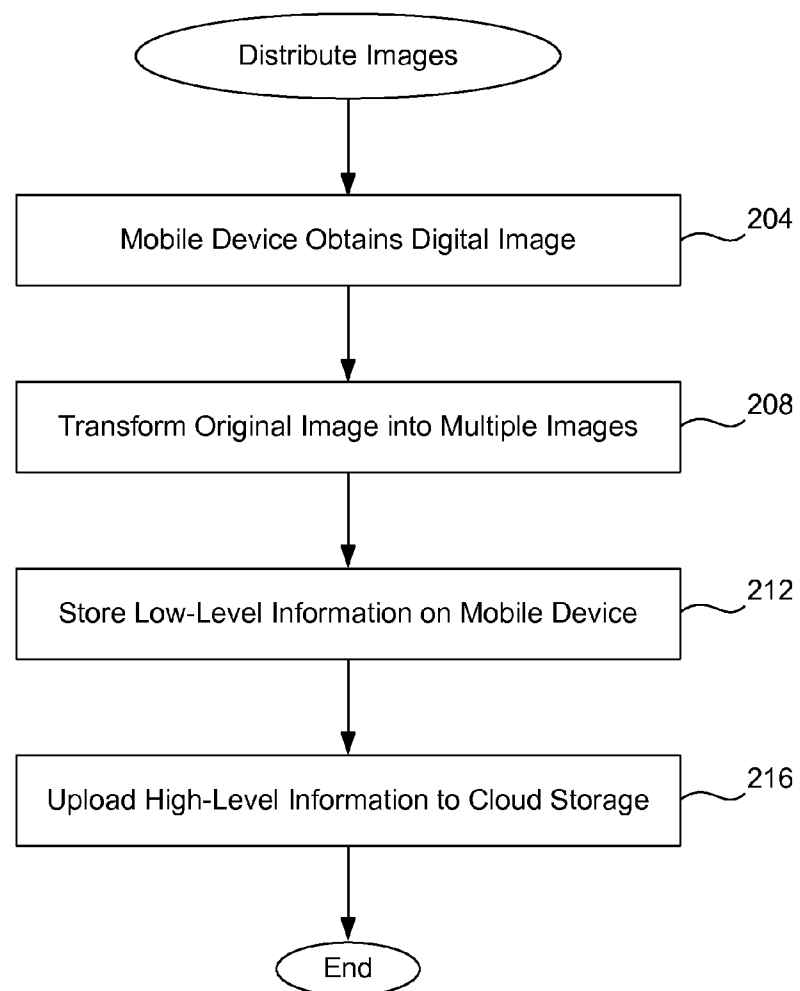 Distribute Images
Mobile Device Obtains Digital Image
204
Transform Original Image into Multiple Images
208
Store Low-Level Information on Mobile Device
212
Upload High-Level Information to Cloud Storage
216
End